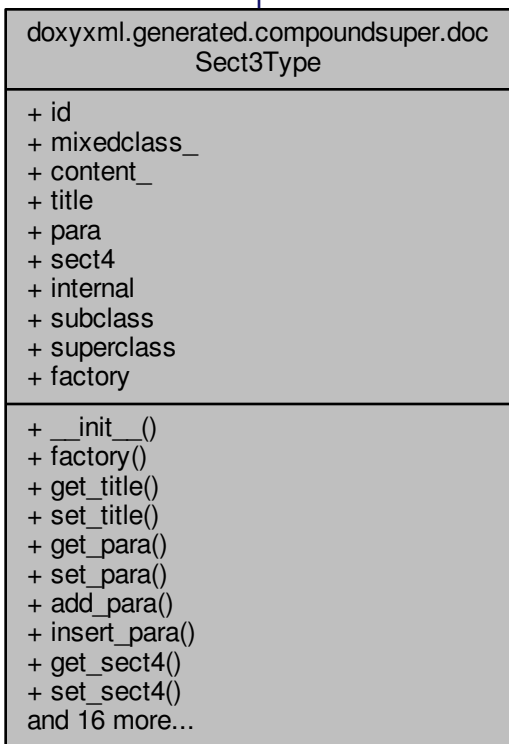 doxyxml.generated.compoundsuper.doc
Sect3Type
+ id
+ mixedclass_
+ content_
+ title
+ para
+ sect4
+ internal
+ subclass
+ superclass
+ factory
+ __init__()
+ factory()
+ get_title()
+ set_title()
+ get_para()
+ set_para()
+ add_para()
+ insert_para()
+ get_sect4()
+ set_sect4()
and 16 more...